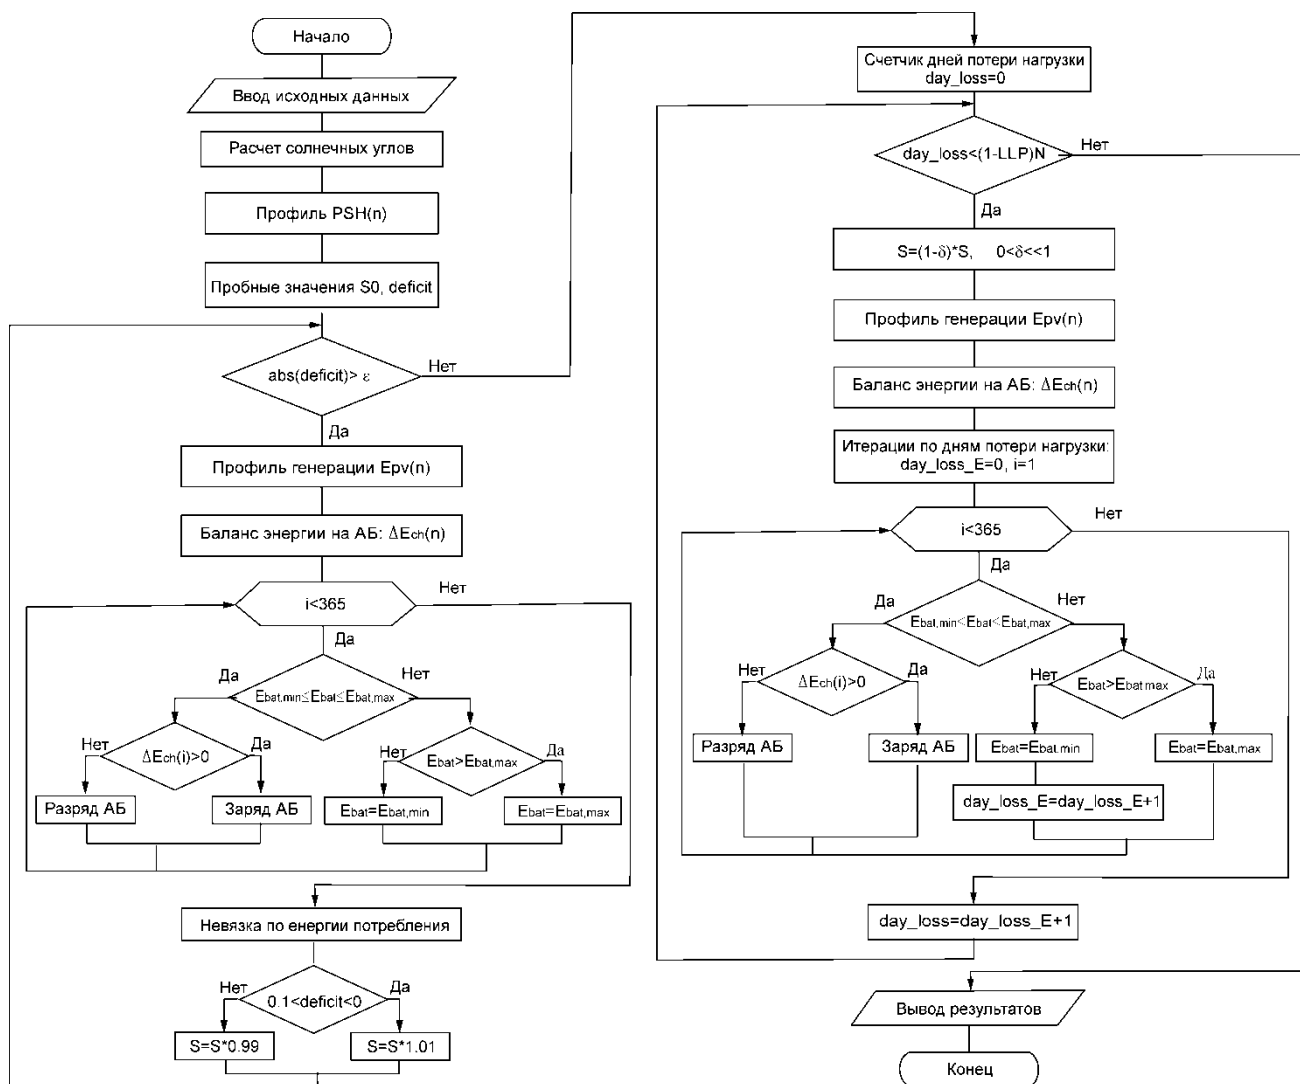 Начало
Ввод исходных данных
Расчет солнечных углов
Профиль PSH(n)
Пробные значения S0, deficit
abs(deficit)> ε
Нет
Да
Профиль генерации Epv(n)
Баланс энергии на АБ: ΔEch(n)
i<365
Нет
Да
Да
Нет
Ebat,min≤Ebat≤Ebat,max
Нет
ΔEch(i)>0
Да
Нет
Ebat>Ebat,max
Да
Разряд АБ
Заряд АБ
Ebat=Ebat,min
Ebat=Ebat,max
Невязка по енергии потребления
Нет
0.1<deficit<0
Да
S=S*0.99
S=S*1.01
Счетчик дней потери нагрузки
day_loss=0
day_loss<(1-LLP)N
Нет
Да
S=(1-δ)*S, 0<δ<<1
Профиль генерации Epv(n)
Баланс энергии на АБ: ΔEch(n)
Итерации по дням потери нагрузки:
day_loss_E=0, i=1
i<365
Нет
Да
Да
Нет
Ebat,min<Ebat<Ebat,max
Нет
ΔEch(i)>0
Да
Нет
Ebat>Ebat max
Да
Разряд АБ
Заряд АБ
Ebat=Ebat,min
Ebat=Ebat,max
day_loss_E=day_loss_E+1
day_loss=day_loss_E+1
Вывод результатов
Конец